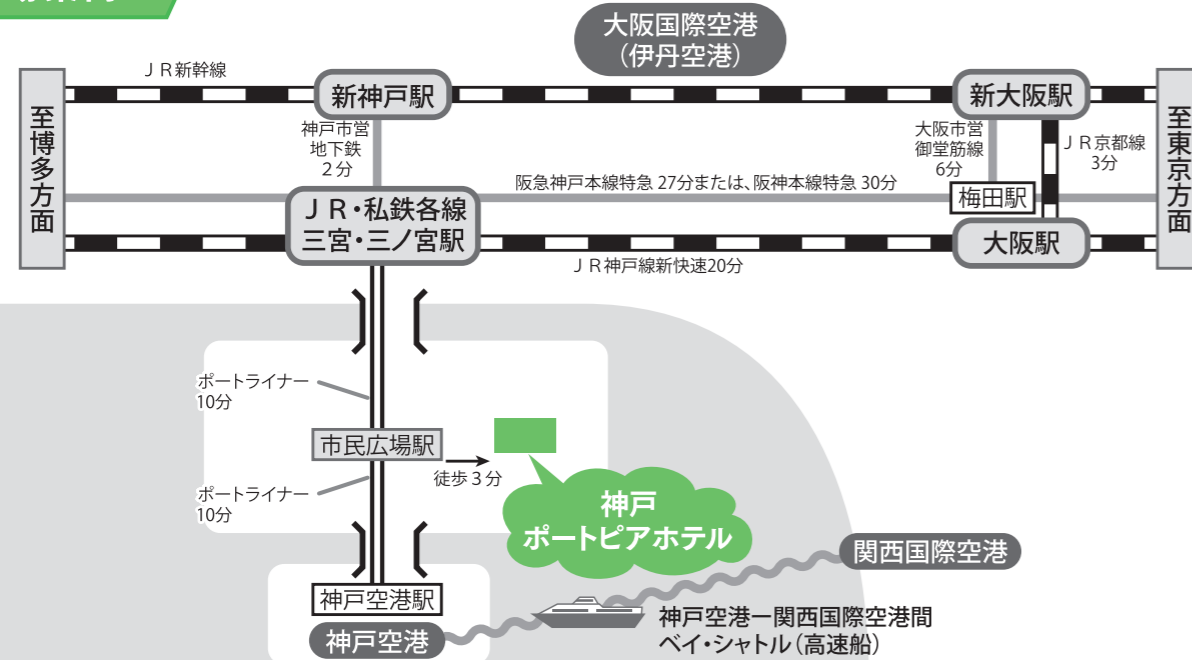 大阪国際空港
（伊丹空港）
ＪＲ新幹線
至博多方面
新神戸駅
新大阪駅
至東京方面
神戸市営
地下鉄
２分
大阪市営
御堂筋線
6分
ＪＲ京都線
3分
阪急神戸本線特急 27分または、阪神本線特急 30分
梅田駅
ＪＲ・私鉄各線
三宮・三ノ宮駅
大阪駅
ＪＲ神戸線新快速20分
ポートライナー
10分
市民広場駅
徒歩３分
ポートライナー
10分
神戸
ポートピアホテル
関西国際空港
神戸空港駅
神戸空港
神戸空港ー関西国際空港間
ベイ・シャトル（高速船）